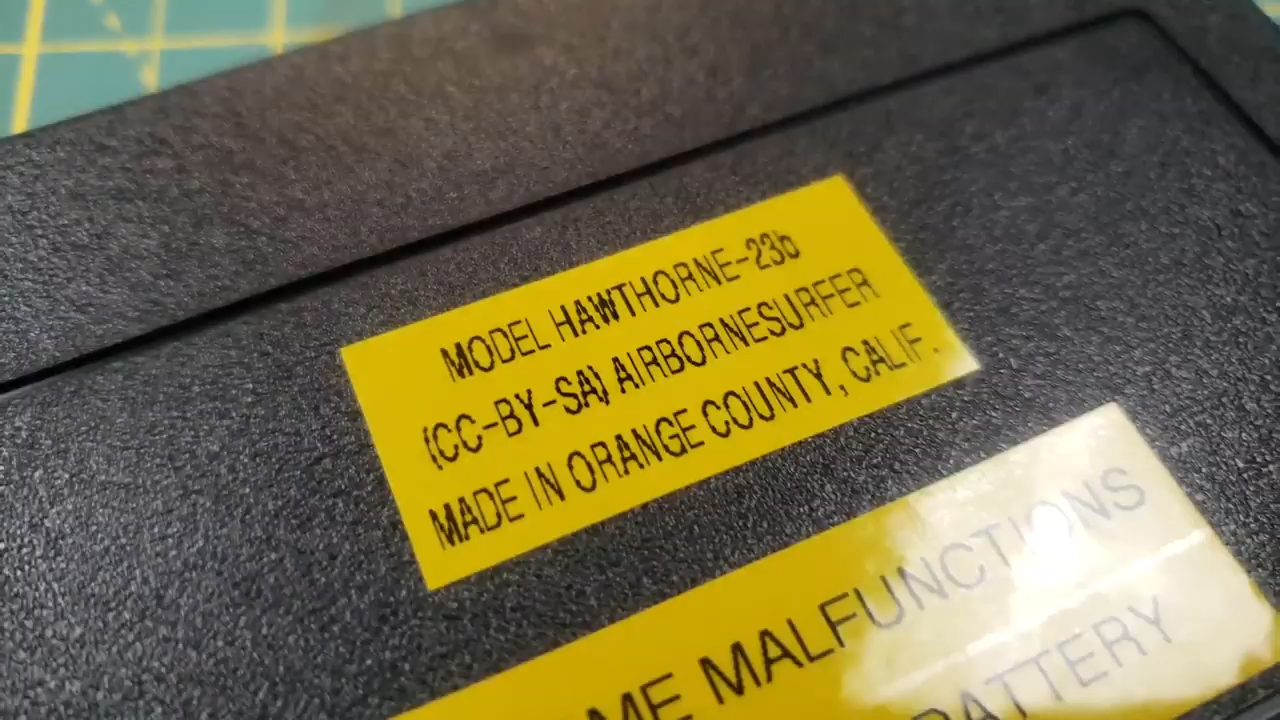 MODEL HAWTHORNE-23b
(CC-BY-SA) AIRBORNESURFER
MADE IN ORANGE COUNTY, CALIF.
MALFUNCTIONS